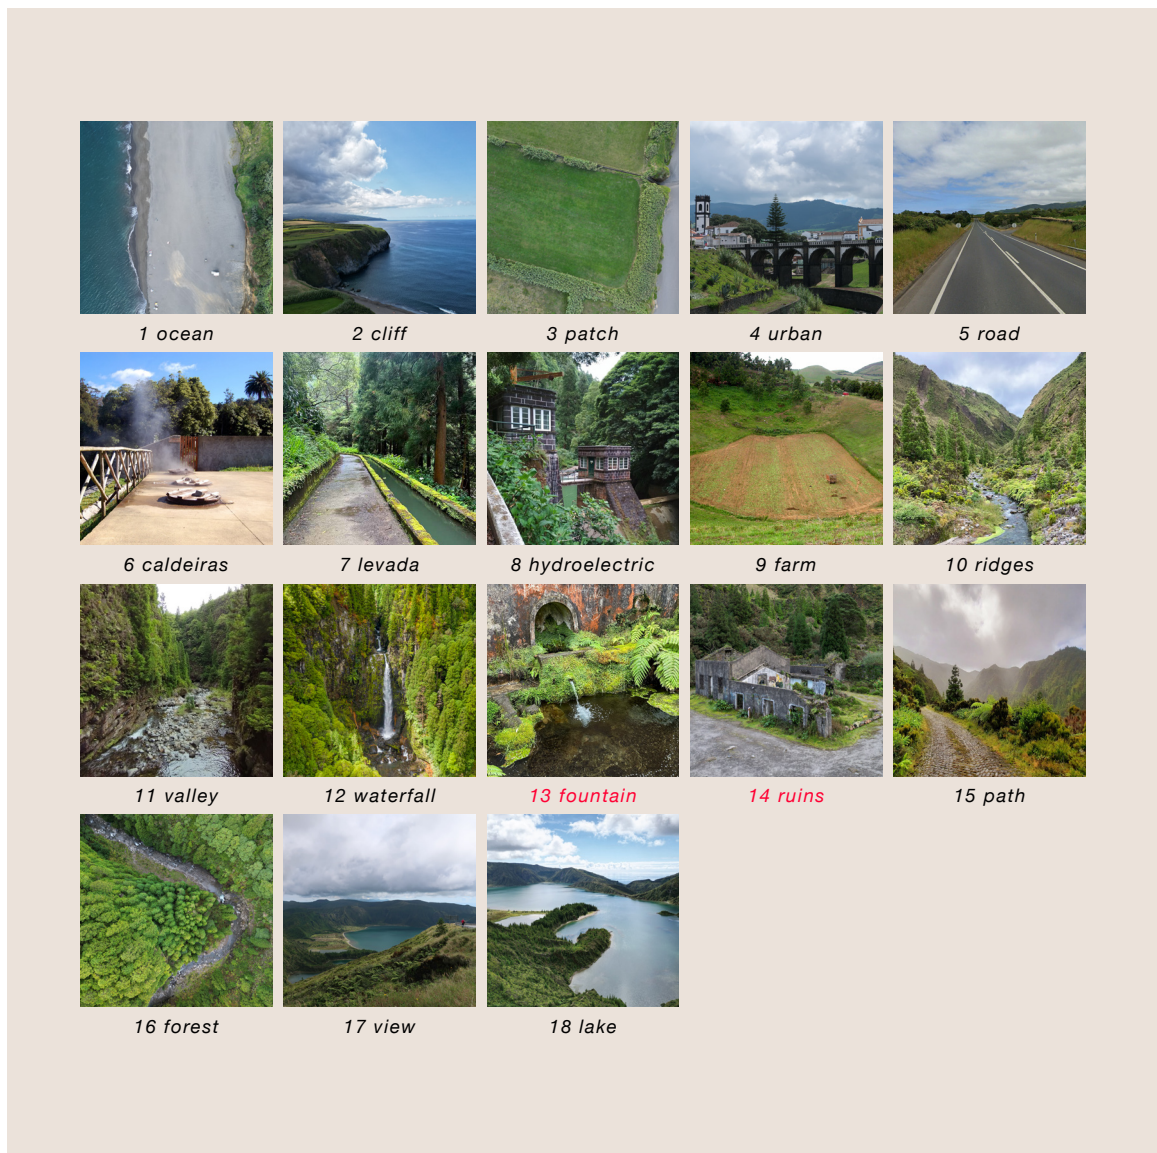 1 ocean
2 cliff
3 patch
4 urban
5 road
6 caldeiras
7 levada
8 hydroelectric
9 farm
10 ridges
11 valley
12 waterfall
13 fountain
14 ruins
15 path
16 forest
17 view
18 lake